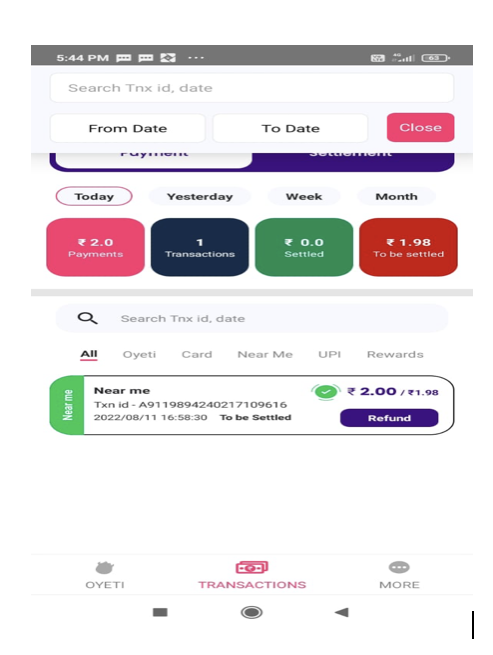 5:44 PM ... 4G 63
Search Tnx id, date
From Date To Date Close
Payment Settlement
Today Yesterday Week Month
₹ 2.0 1 ₹ 0.0 ₹ 1.98
Payments Transactions Settled To be settled
Search Tnx id, date
All Oyeti Card Near Me UPI Rewards
Near me
Near me ₹ 2.00 / ₹1.98
Txn id - A9119894240217109616
2022/08/11 16:58:30 To be Settled Refund
OYETI TRANSACTIONS MORE